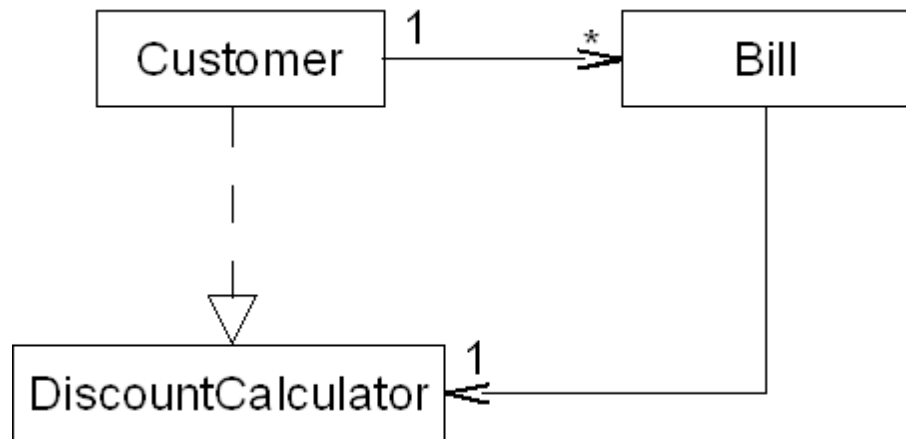 Customer
1
*
Bill
1
DiscountCalculator